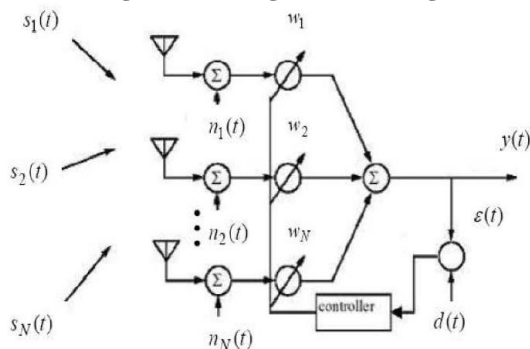 s₁(t)
w₁
Σ
n₁(t)
w₂
s₂(t)
Σ
Σ
y(t)
n₂(t)
wN
ε(t)
Σ
controller
sN(t)
nN(t)
d(t)